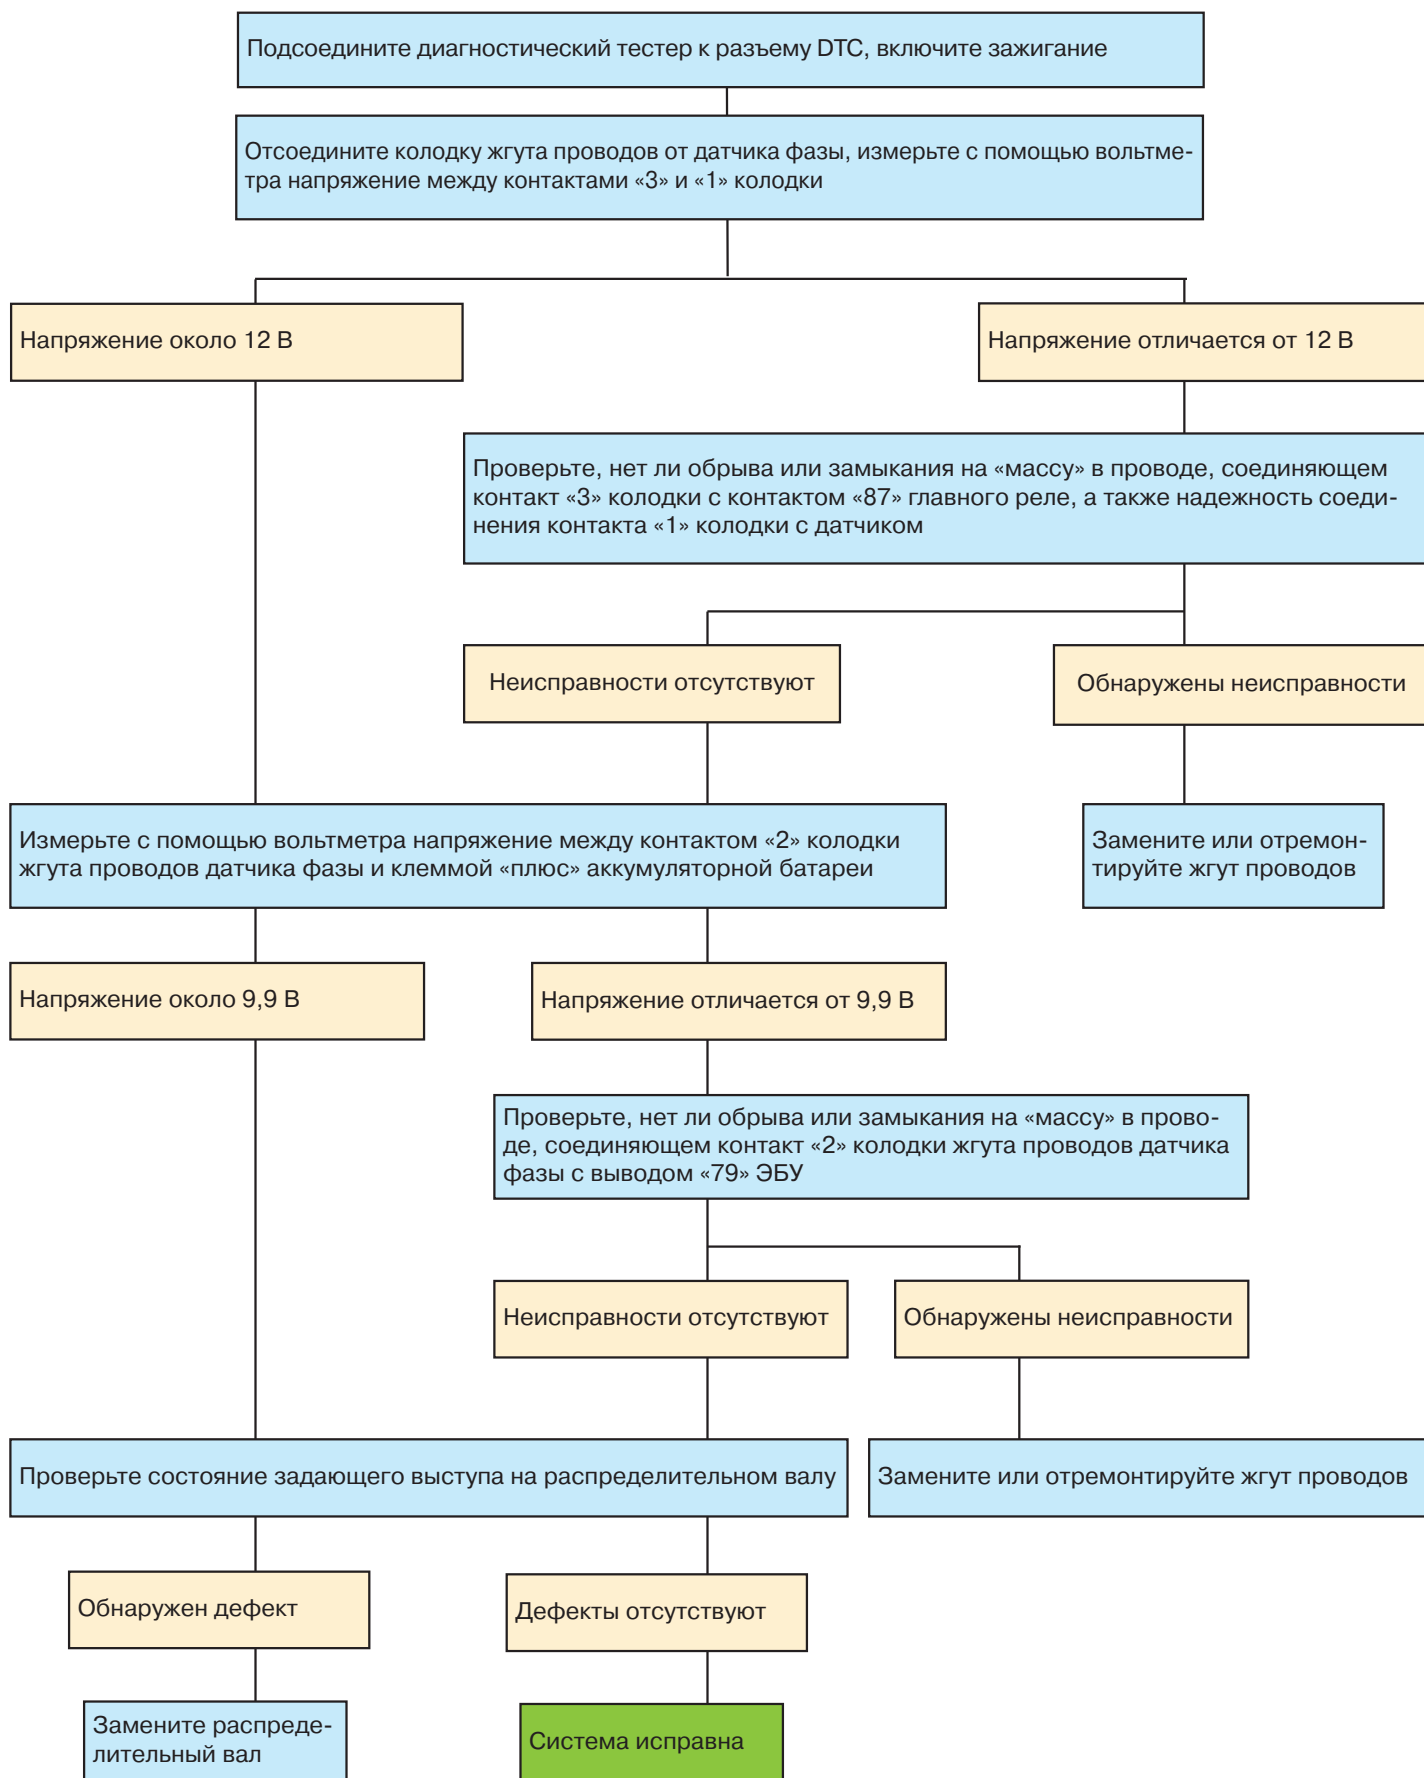 Подсоедините диагностический тестер к разъему DTC, включите зажигание
Отсоедините колодку жгута проводов от датчика фазы, измерьте с помощью вольтме-
тра напряжение между контактами «3» и «1» колодки
Напряжение около 12 В
Напряжение отличается от 12 В
Проверьте, нет ли обрыва или замыкания на «массу» в проводе, соединяющем
контакт «3» колодки с контактом «87» главного реле, а также надежность соеди-
нения контакта «1» колодки с датчиком
Неисправности отсутствуют
Обнаружены неисправности
Измерьте с помощью вольтметра напряжение между контактом «2» колодки
жгута проводов датчика фазы и клеммой «плюс» аккумуляторной батареи
Замените или отремон-
тируйте жгут проводов
Напряжение около 9,9 В
Напряжение отличается от 9,9 В
Проверьте, нет ли обрыва или замыкания на «массу» в прово-
де, соединяющем контакт «2» колодки жгута проводов датчика
фазы с выводом «79» ЭБУ
Неисправности отсутствуют
Обнаружены неисправности
Проверьте состояние задающего выступа на распределительном валу
Замените или отремонтируйте жгут проводов
Обнаружен дефект
Дефекты отсутствуют
Замените распреде-
лительный вал
Система исправна